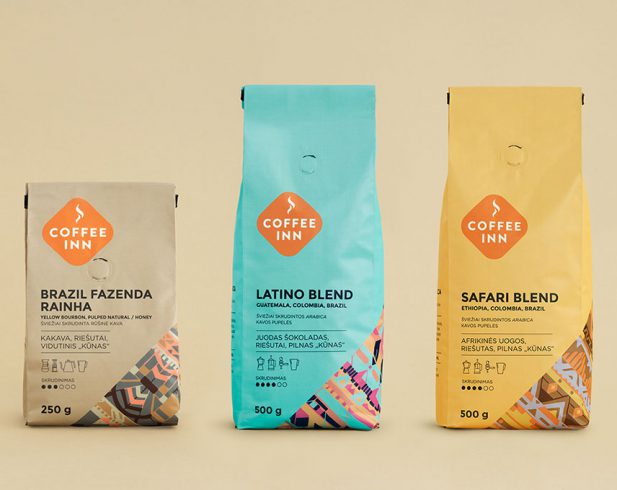 COFFEE
INN
BRAZIL FAZENDA
RAINHA
YELLOW BOURBON, PULPED NATURAL / HONEY
ŠVIEŽIAI SKRUDINTA RŪŠINĖ KAVA
KAKAVA, RIEŠUTAI,
VIDUTINIS „KŪNAS”
SKRUDINIMAS
250 g
COFFEE
INN
LATINO BLEND
GUATEMALA, COLOMBIA, BRAZIL
ŠVIEŽIAI SKRUDINTOS ARABICA
KAVOS PUPELĖS
JUODAS ŠOKOLADAS,
RIEŠUTAI, PILNAS „KŪNAS”
SKRUDINIMAS
500 g
COFFEE
INN
SAFARI BLEND
ETHIOPIA, COLOMBIA, BRAZIL
ŠVIEŽIAI SKRUDINTOS ARABICA
KAVOS PUPELĖS
AFRIKINĖS UOGOS,
RIEŠUTAS, PILNAS „KŪNAS”
SKRUDINIMAS
500 g